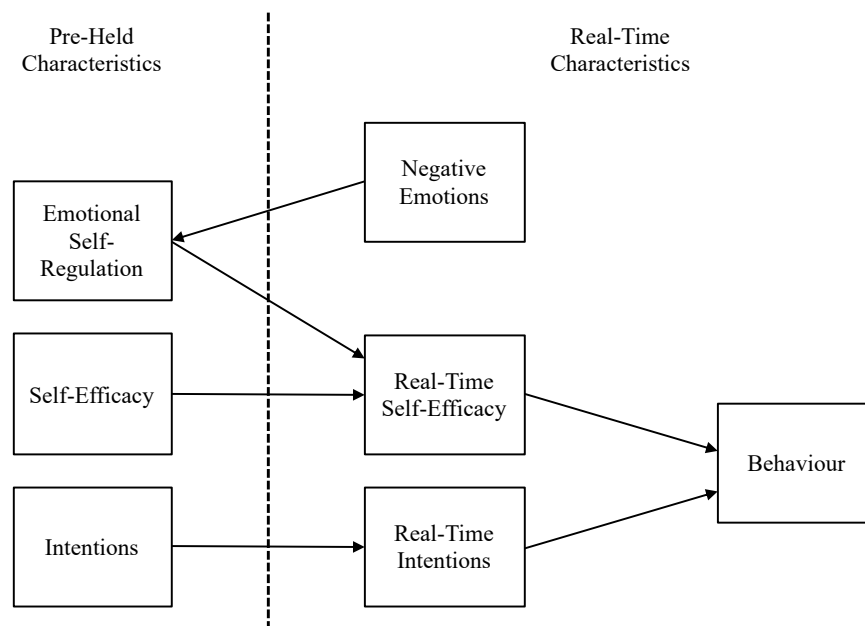 Pre-Held
Characteristics
Real-Time
Characteristics
Negative
Emotions
Emotional
Self-
Regulation
Self-Efficacy
Real-Time
Self-Efficacy
Behaviour
Intentions
Real-Time
Intentions